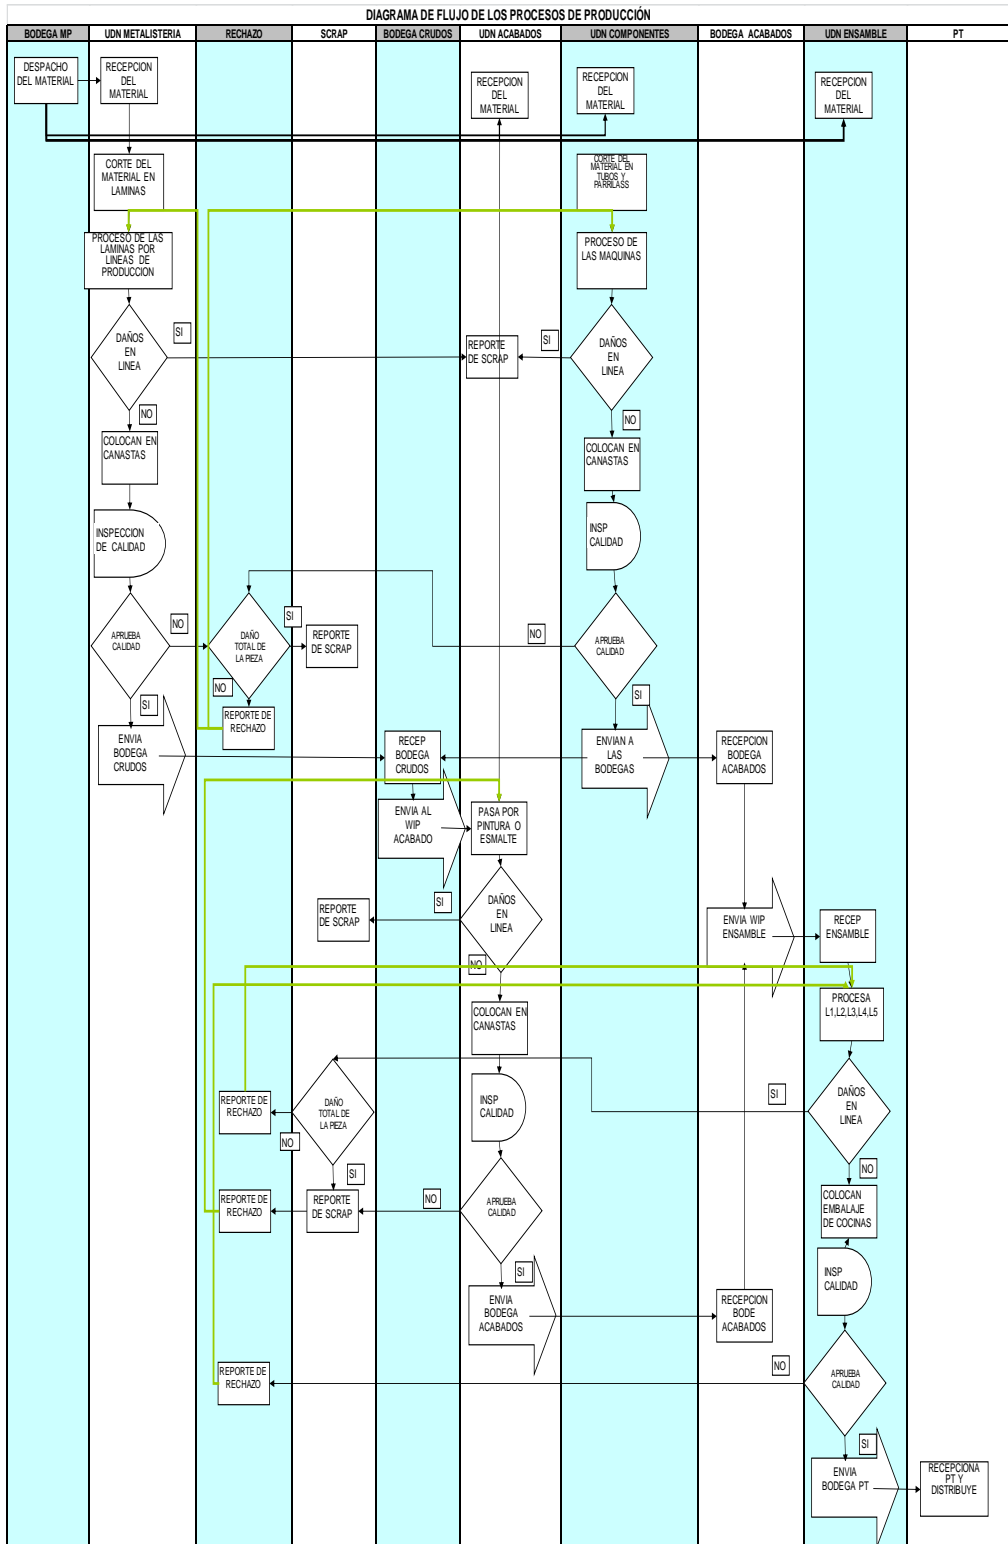 DIAGRAMA DE FLUJO DE LOS PROCESOS DE PRODUCCIÓN
BODEGA MP
UDN METALISTERIA
RECHAZO
SCRAP
BODEGA CRUDOS
UDN ACABADOS
UDN COMPONENTES
BODEGA ACABADOS
UDN ENSAMBLE
PT
DESPACHO
DEL MATERIAL
RECEPCION
DEL
MATERIAL
RECEPCION
DEL
MATERIAL
RECEPCION
DEL
MATERIAL
RECEPCION
DEL
MATERIAL
CORTE DEL
MATERIAL EN
LAMINAS
CORTE DEL
MATERIAL EN
TUBOS Y
PARRILASS
PROCESO DE LAS
LAMINAS POR
LINEAS DE
PRODUCCION
PROCESO DE
LAS MAQUINAS
DAÑOS
EN
LINEA
SI
REPORTE
DE SCRAP
SI
DAÑOS
EN
LINEA
NO
NO
COLOCAN EN
CANASTAS
COLOCAN EN
CANASTAS
INSPECCION
DE CALIDAD
INSP
CALIDAD
APRUEBA
CALIDAD
NO
DAÑO
TOTAL DE
LA PIEZA
SI
REPORTE
DE SCRAP
NO
APRUEBA
CALIDAD
SI
NO
SI
REPORTE DE
RECHAZO
ENVIA
BODEGA
CRUDOS
RECEP
BODEGA
CRUDOS
ENVIAN A
LAS
BODEGAS
RECEPCION
BODEGA
ACABADOS
ENVIA AL
WIP
ACABADO
PASA POR
PINTURA O
ESMALTE
REPORTE
DE SCRAP
SI
DAÑOS
EN
LINEA
ENVIA WIP
ENSAMBLE
RECEP
ENSAMBLE
NO
COLOCAN EN
CANASTAS
PROCESA
L1,L2,L3,L4,L5
REPORTE DE
RECHAZO
DAÑO
TOTAL DE
LA PIEZA
INSP
CALIDAD
SI
DAÑOS
EN
LINEA
NO
SI
NO
REPORTE DE
RECHAZO
REPORTE
DE SCRAP
NO
APRUEBA
CALIDAD
COLOCAN
EMBALAJE
DE COCINAS
SI
INSP
CALIDAD
ENVIA
BODEGA
ACABADOS
RECEPCION
BODE
ACABADOS
REPORTE DE
RECHAZO
NO
APRUEBA
CALIDAD
SI
ENVIA
BODEGA PT
RECEPCIONA
PT Y
DISTRIBUYE